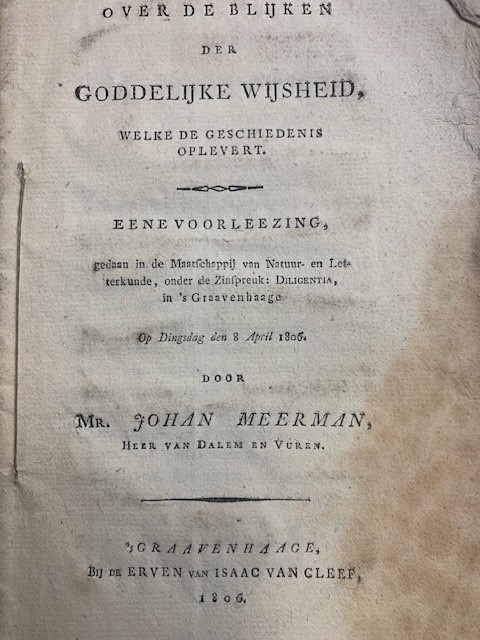 OVER DE BLIJKEN
DER
GODDELIJKE WIJSHEID,
WELKE DE GESCHIEDENIS
OPLEVERT.
EENE VOORLEEZING,
gedaan in de Maatſchappij van Natuur- en Let-
terkunde, onder de Zinſpreuk: DILIGENTIA,
in 's Graavenhaage
Op Dingsdag den 8 April 1806.
DOOR
MR. JOHAN MEERMAN,
HEER VAN DALEM EN VUREN.
'sGRAAVENHAAGE,
BIJ DE ERVEN VAN ISAAC VAN CLEEF,
1806.